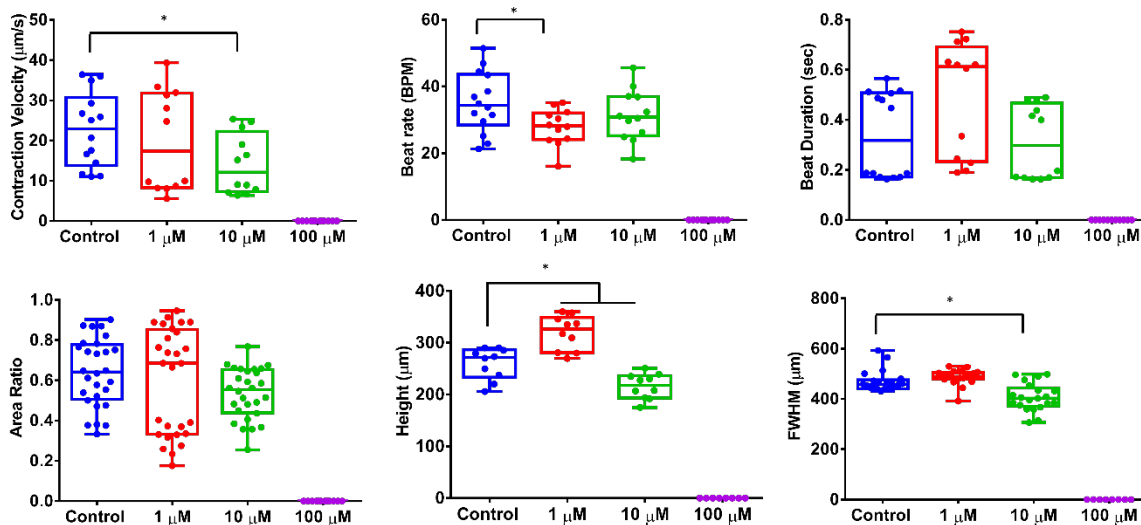 *
50
40
30
20
10
0
Contraction Velocity (μm/s)
Control 1 μM 10 μM 100 μM
*
60
40
20
0
Beat rate (BPM)
Control 1 μM 10 μM 100 μM
0.8
0.6
0.4
0.2
0.0
Beat Duration (sec)
Control 1 μM 10 μM 100 μM
1.0
0.8
0.6
0.4
0.2
0.0
Area Ratio
Control 1 μM 10 μM 100 μM
*
400
300
200
100
0
Height (μm)
Control 1 μM 10 μM 100 μM
*
800
600
400
200
0
FWHM (μm)
Control 1 μM 10 μM 100 μM